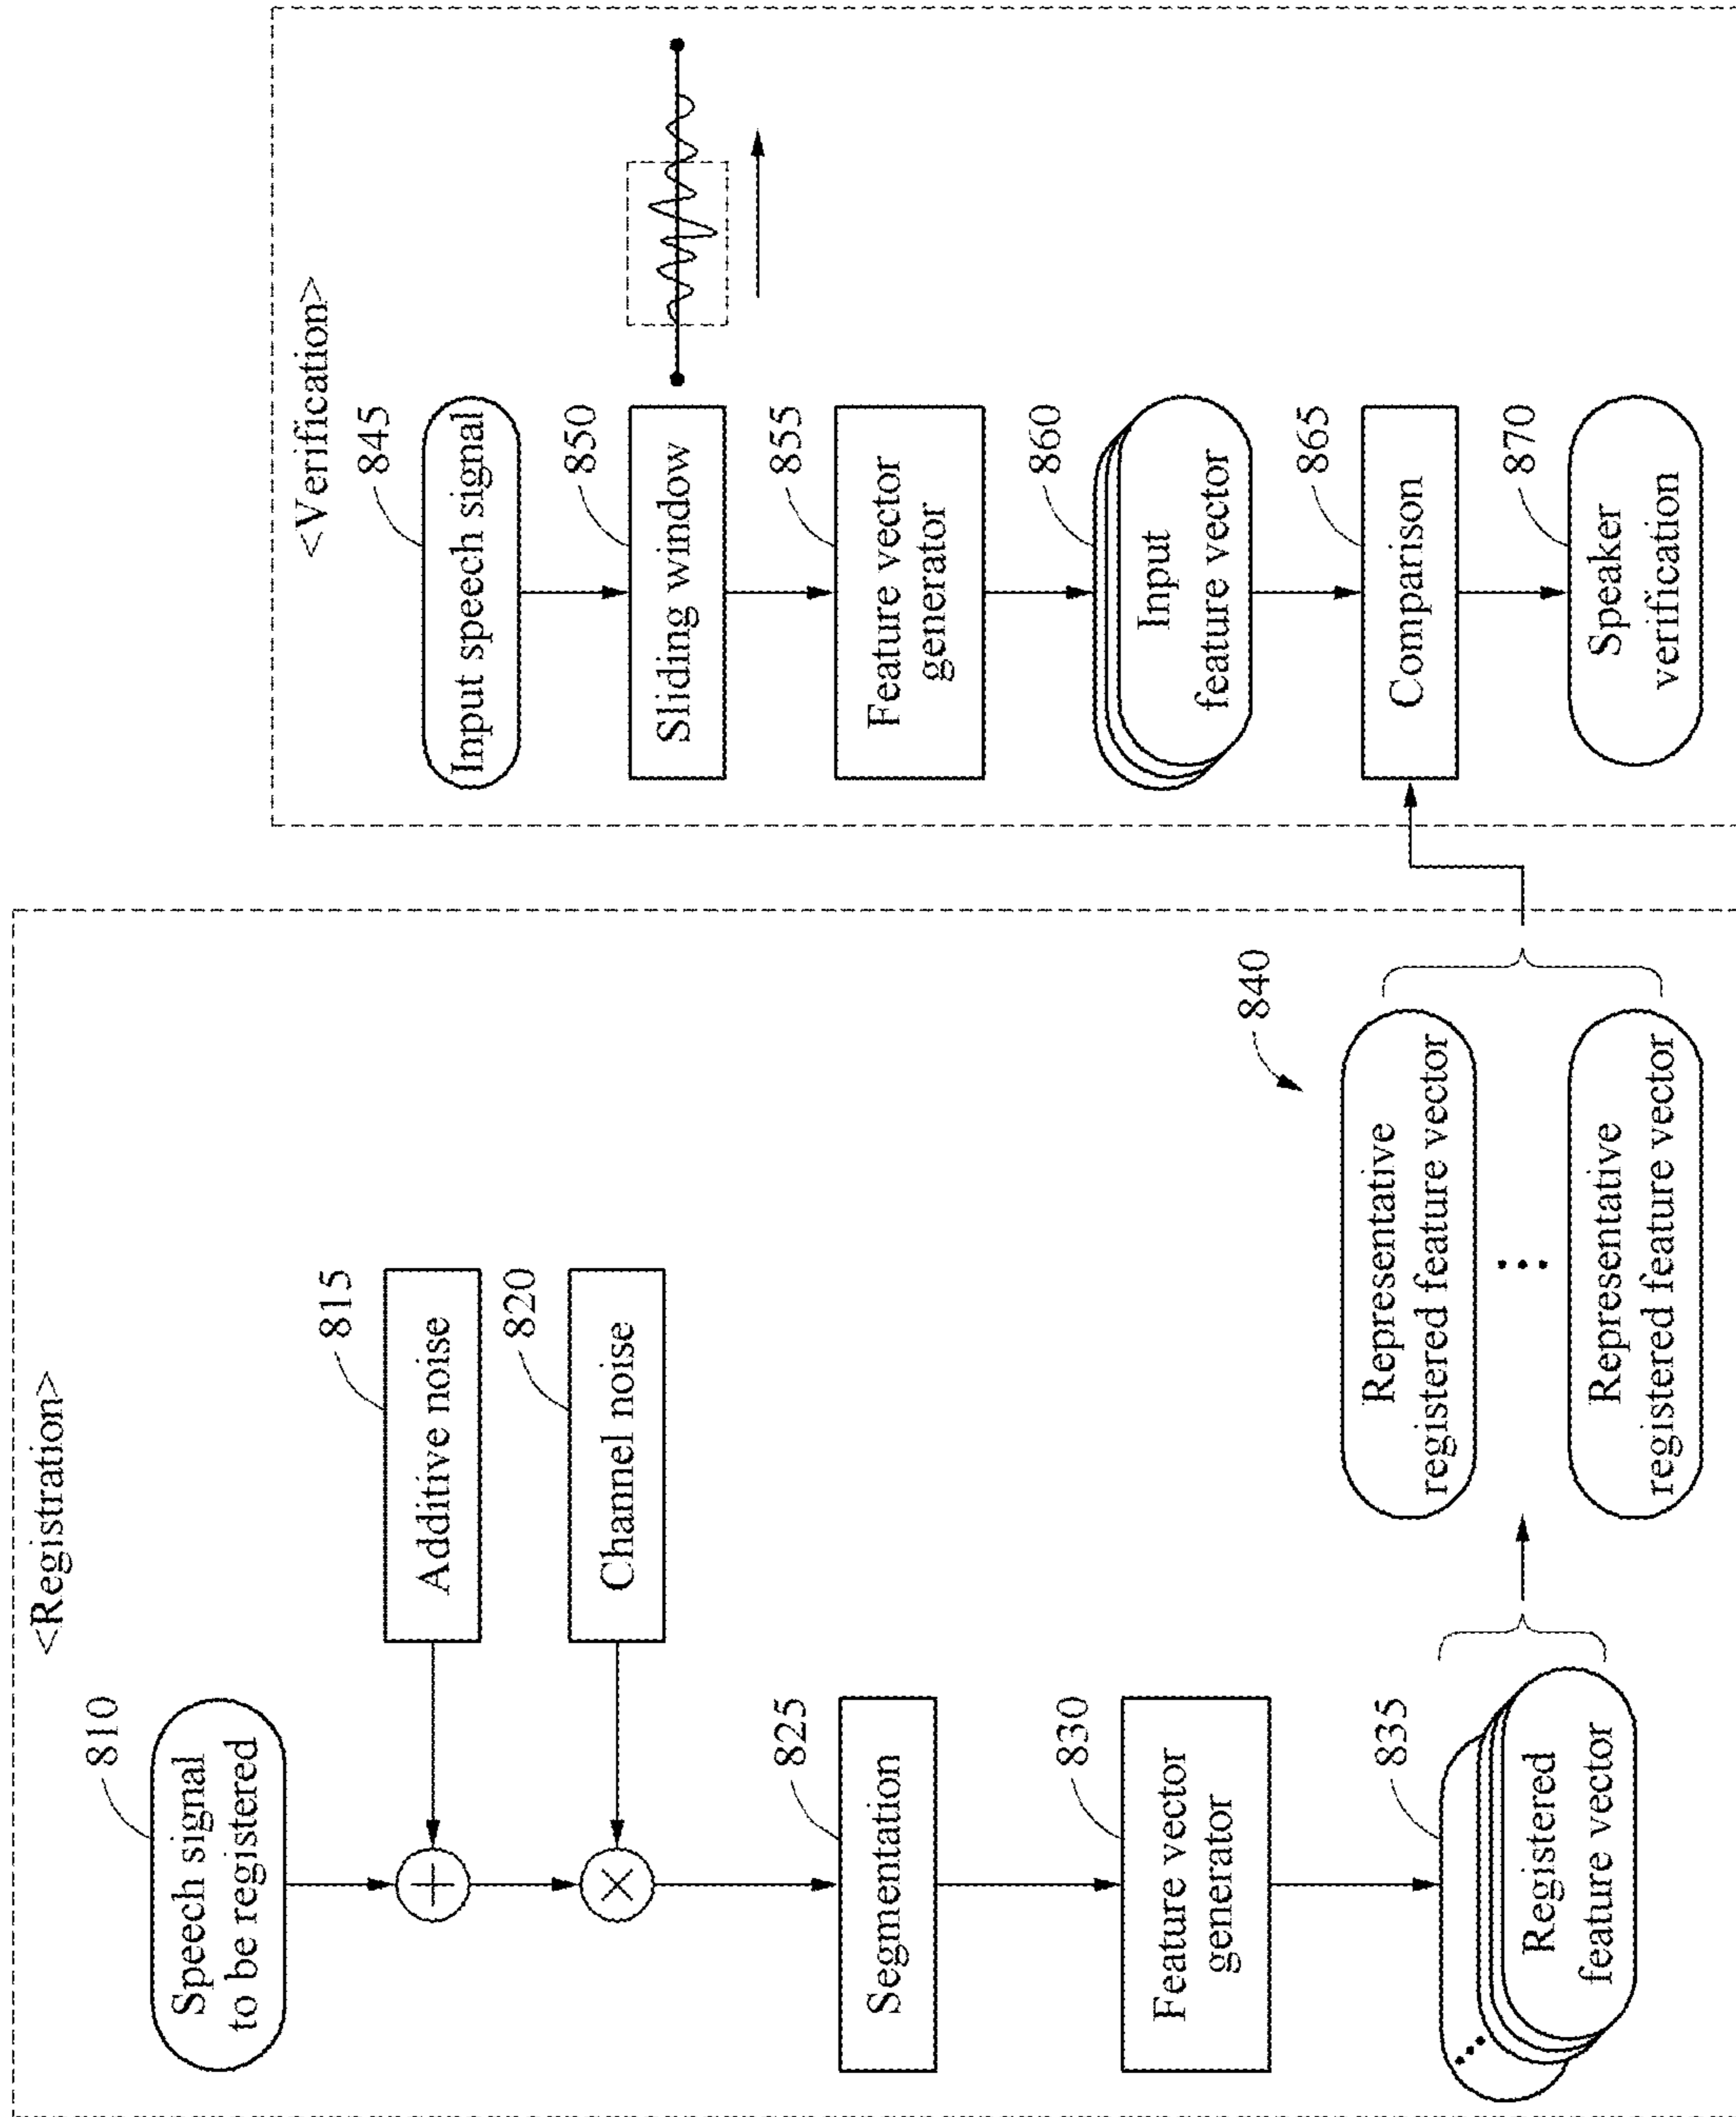 <Registration>
810
Speech signal
to be registered
815
Additive noise
+
820
Channel noise
×
825
Segmentation
830
Feature vector
generator
835
Registered
feature vector
840
Representative
registered feature vector
Representative
registered feature vector
<Verification>
845
Input speech signal
850
Sliding window
855
Feature vector
generator
860
Input
feature vector
865
Comparison
870
Speaker
verification